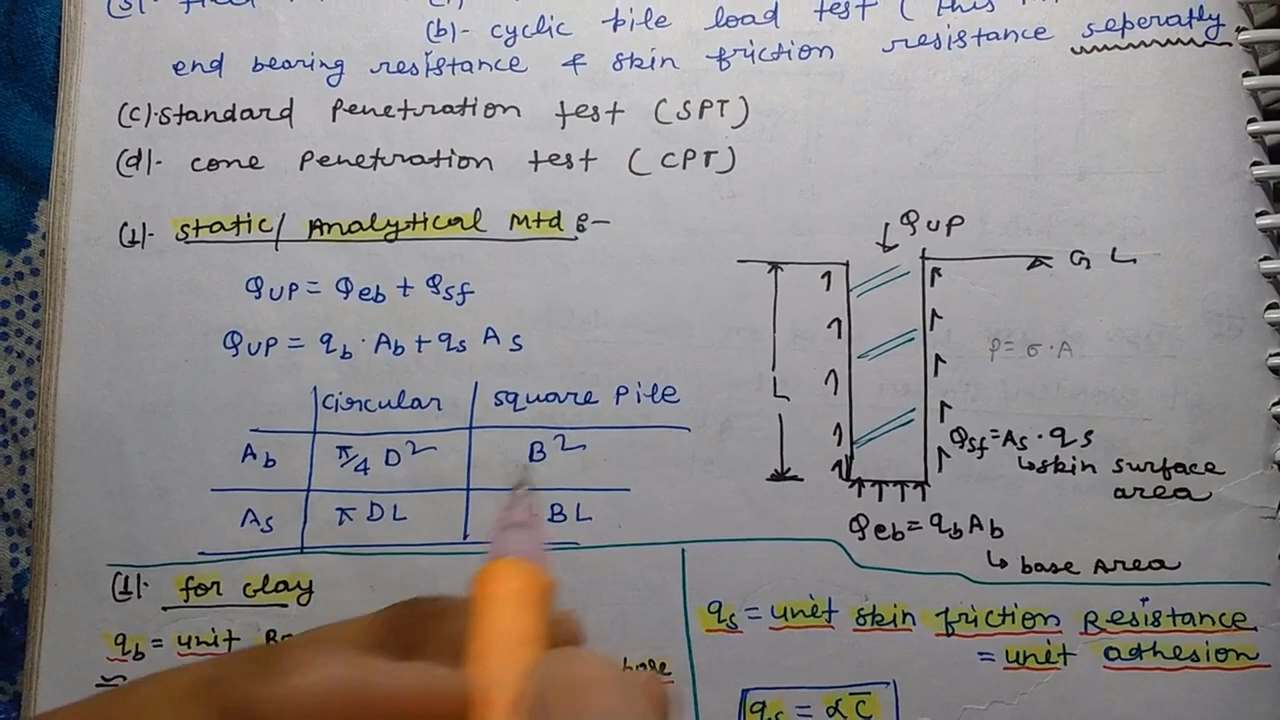 (b)- cyclic pile load test ( This
end bearing resistance & skin friction resistance seperatly
(c)- standard Penetration test (SPT)
(d)- cone Penetration test (CPT)
(1)- static/ Analytical Mtd :-
QUP = Qeb + Qsf
QUP = qb . Ab + qs As
circular square Pile
Ab π/4 D² B²
As π DL BL
QUP
G L
L
P = σ · A
Qsf = As · qs
↳ skin surface
area
Qeb = qb Ab
↳ base Area
(1)- for clay
qb = unit
qs = unit skin friction Resistance
= unit adhesion
qs = α c̄